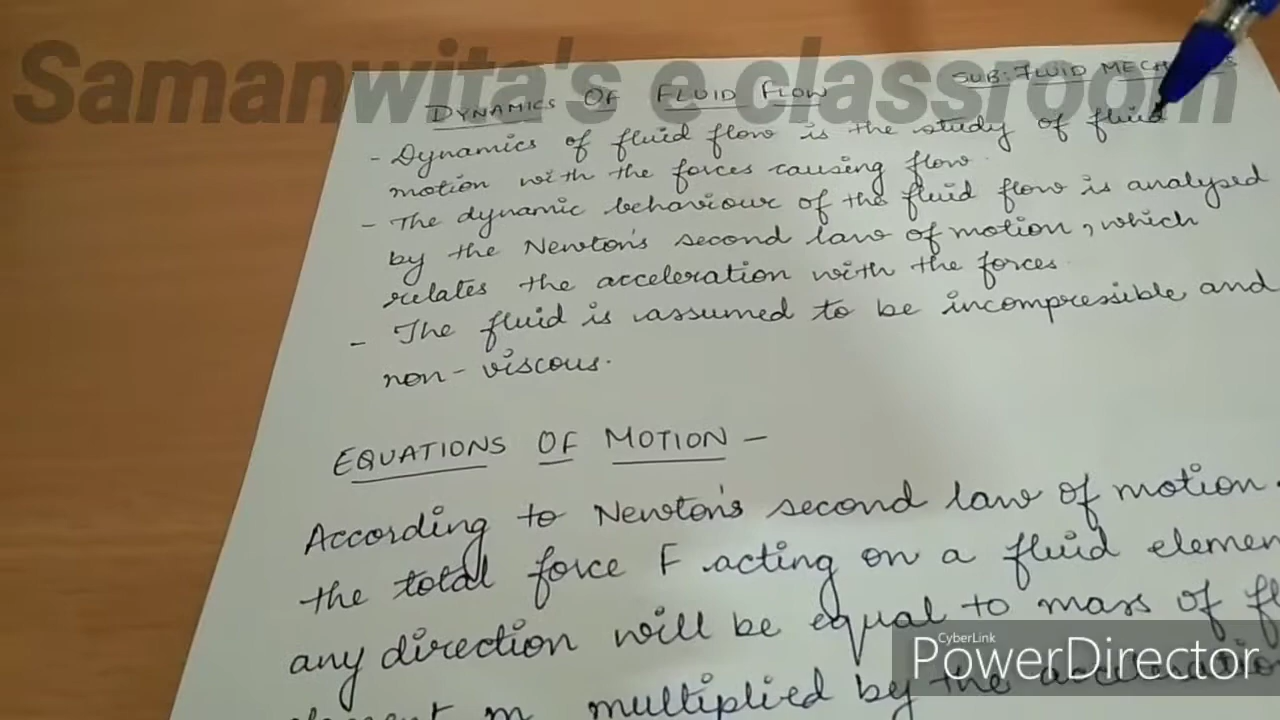 Samanwita's e classroom
SUB: FLUID MECH
DYNAMICS OF FLUID FLOW
- Dynamics of fluid flow is the study of fluid
motion with the forces causing flow.
- The dynamic behaviour of the fluid flow is analysed
by the Newton's second law of motion, which
relates the acceleration with the forces.
- The fluid is assumed to be incompressible and
non-viscous.
EQUATIONS OF MOTION -
According to Newton's second law of motion.
the total force F acting on a fluid elemen
any direction will be equal to mass of fl
m multiplied by the acceleration
CyberLink
PowerDirector